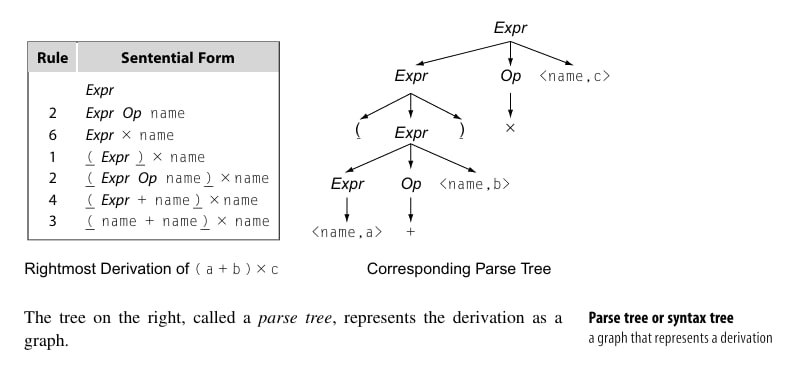 Rule Sentential Form
Expr
2 Expr Op name
6 Expr × name
1 ( Expr ) × name
2 ( Expr Op name ) × name
4 ( Expr + name ) × name
3 ( name + name ) × name
Rightmost Derivation of ( a + b ) × c
Expr
Expr Op <name,c>
( Expr ) ×
Expr Op <name,b>
<name,a> +
Corresponding Parse Tree
The tree on the right, called a parse tree, represents the derivation as a
graph.
Parse tree or syntax tree
a graph that represents a derivation